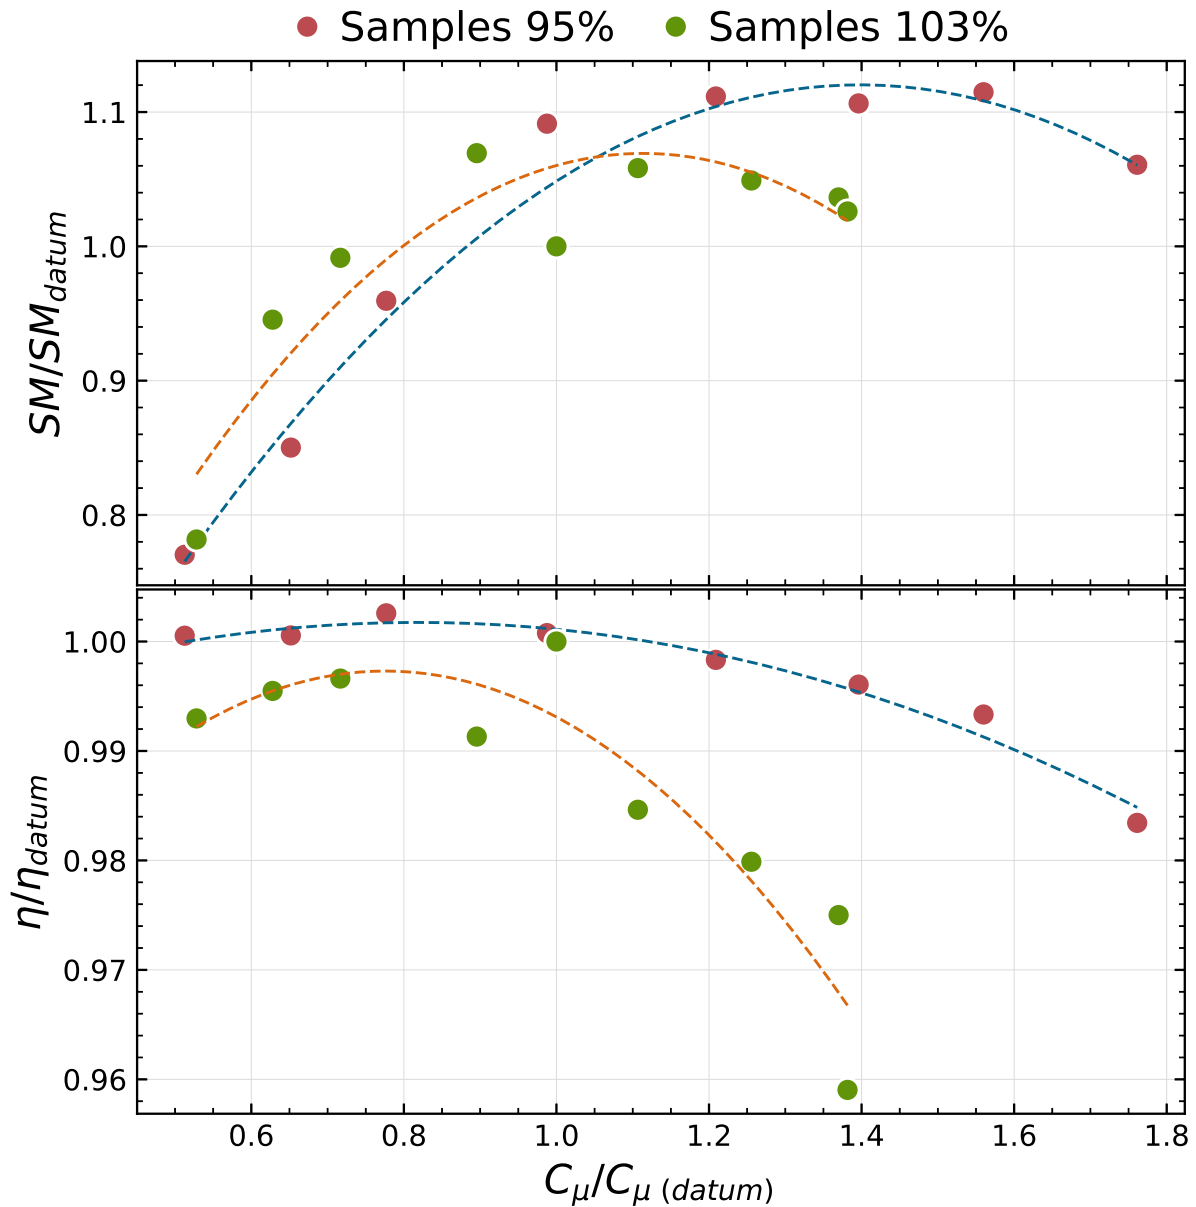 Samples 95% Samples 103%
1.1
1.0
0.9
0.8
SM/SM_datum
1.00
0.99
0.98
0.97
0.96
η/η_datum
0.6 0.8 1.0 1.2 1.4 1.6 1.8
C_μ/C_μ (datum)